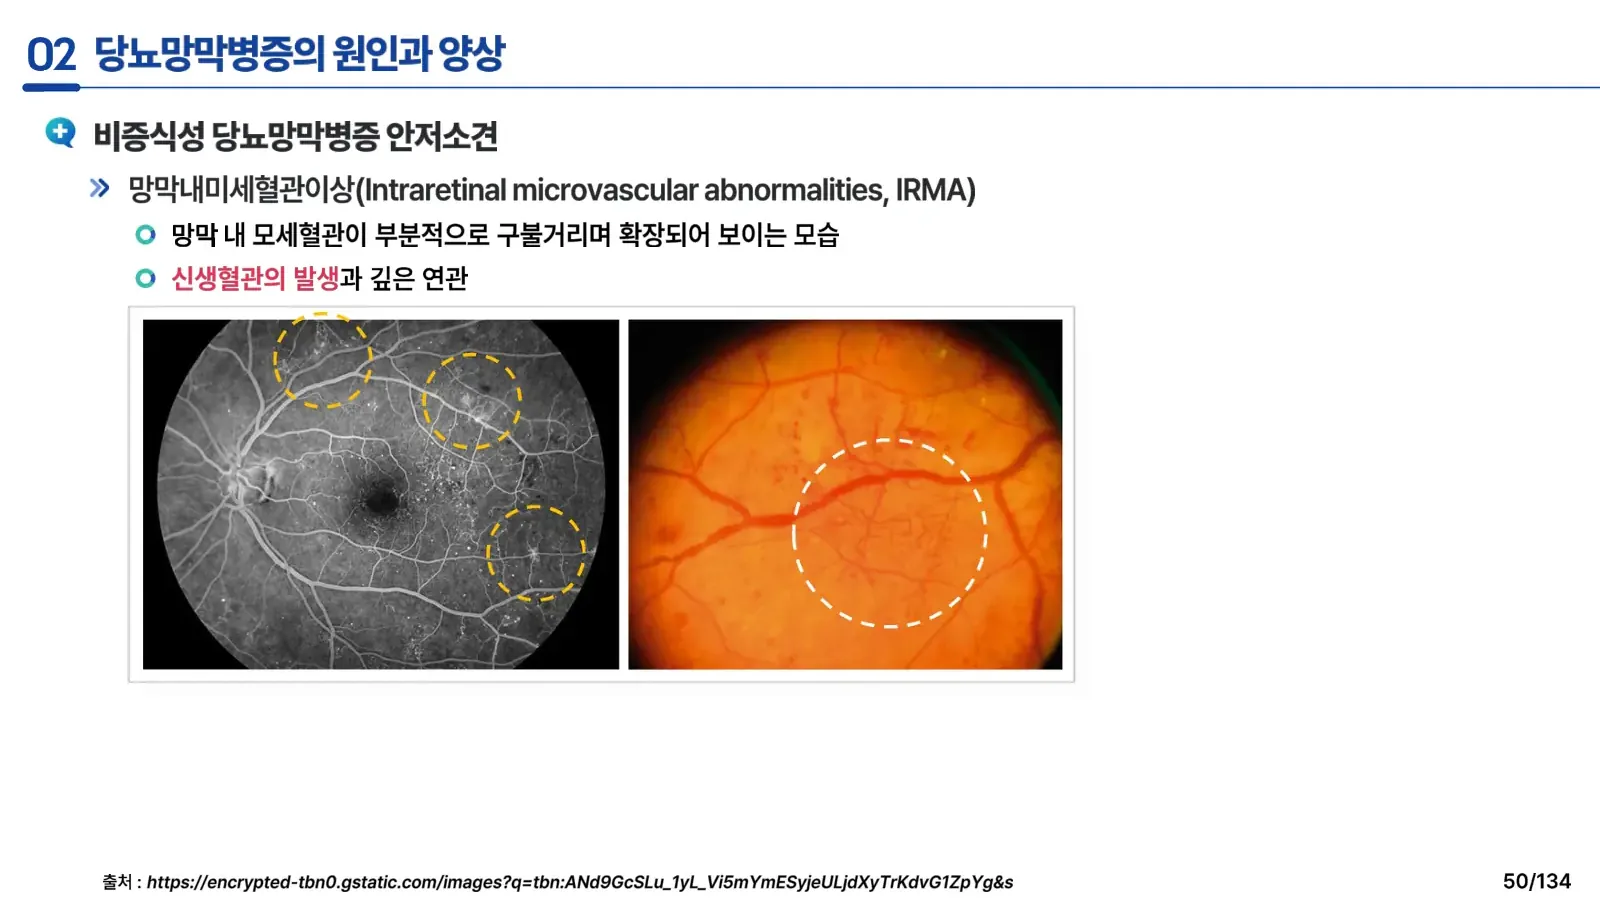 02 당뇨망막병증의 원인과 양상
비증식성 당뇨망막병증 안저소견
망막내미세혈관이상(Intraretinal microvascular abnormalities, IRMA)
망막 내 모세혈관이 부분적으로 구불거리며 확장되어 보이는 모습
신생혈관의 발생과 깊은 연관
출처 : https://encrypted-tbn0.gstatic.com/images?q=tbn:ANd9GcSLu_1yL_Vi5mYmESyjeULjdXyTrKdvG1ZpYg&s
50/134